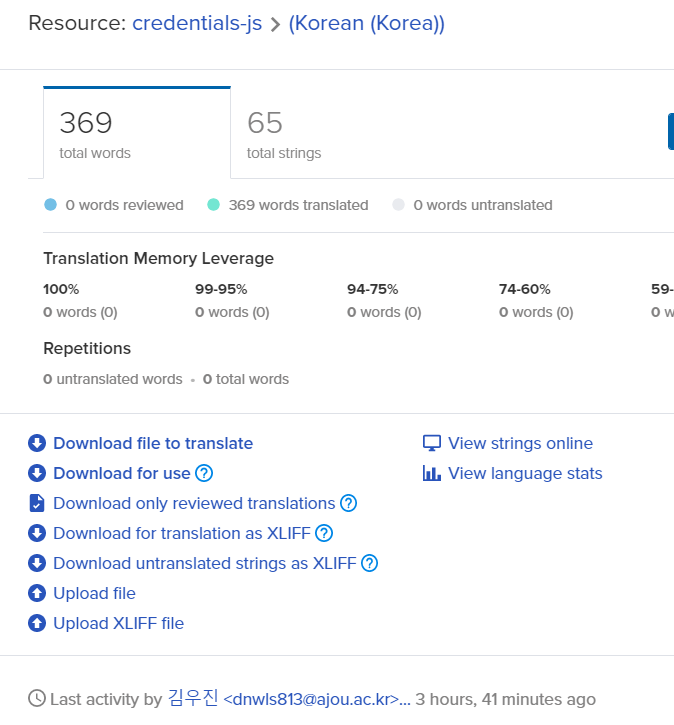 Resource: credentials-js > (Korean (Korea))
369
total words
65
total strings
0 words reviewed 369 words translated 0 words untranslated
Translation Memory Leverage
100% 99-95% 94-75% 74-60% 59-
0 words (0) 0 words (0) 0 words (0) 0 words (0) 0 w
Repetitions
0 untranslated words • 0 total words
Download file to translate
Download for use ?
Download only reviewed translations ?
Download for translation as XLIFF ?
Download untranslated strings as XLIFF ?
Upload file
Upload XLIFF file
View strings online
View language stats
Last activity by 김우진 <dnwls813@ajou.ac.kr>... 3 hours, 41 minutes ago